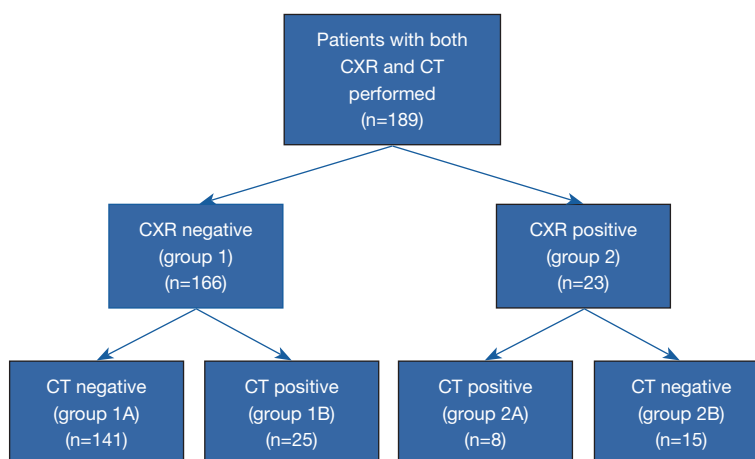 Patients with both
CXR and CT
performed
(n=189)
CXR negative
(group 1)
(n=166)
CXR positive
(group 2)
(n=23)
CT negative
(group 1A)
(n=141)
CT positive
(group 1B)
(n=25)
CT positive
(group 2A)
(n=8)
CT negative
(group 2B)
(n=15)